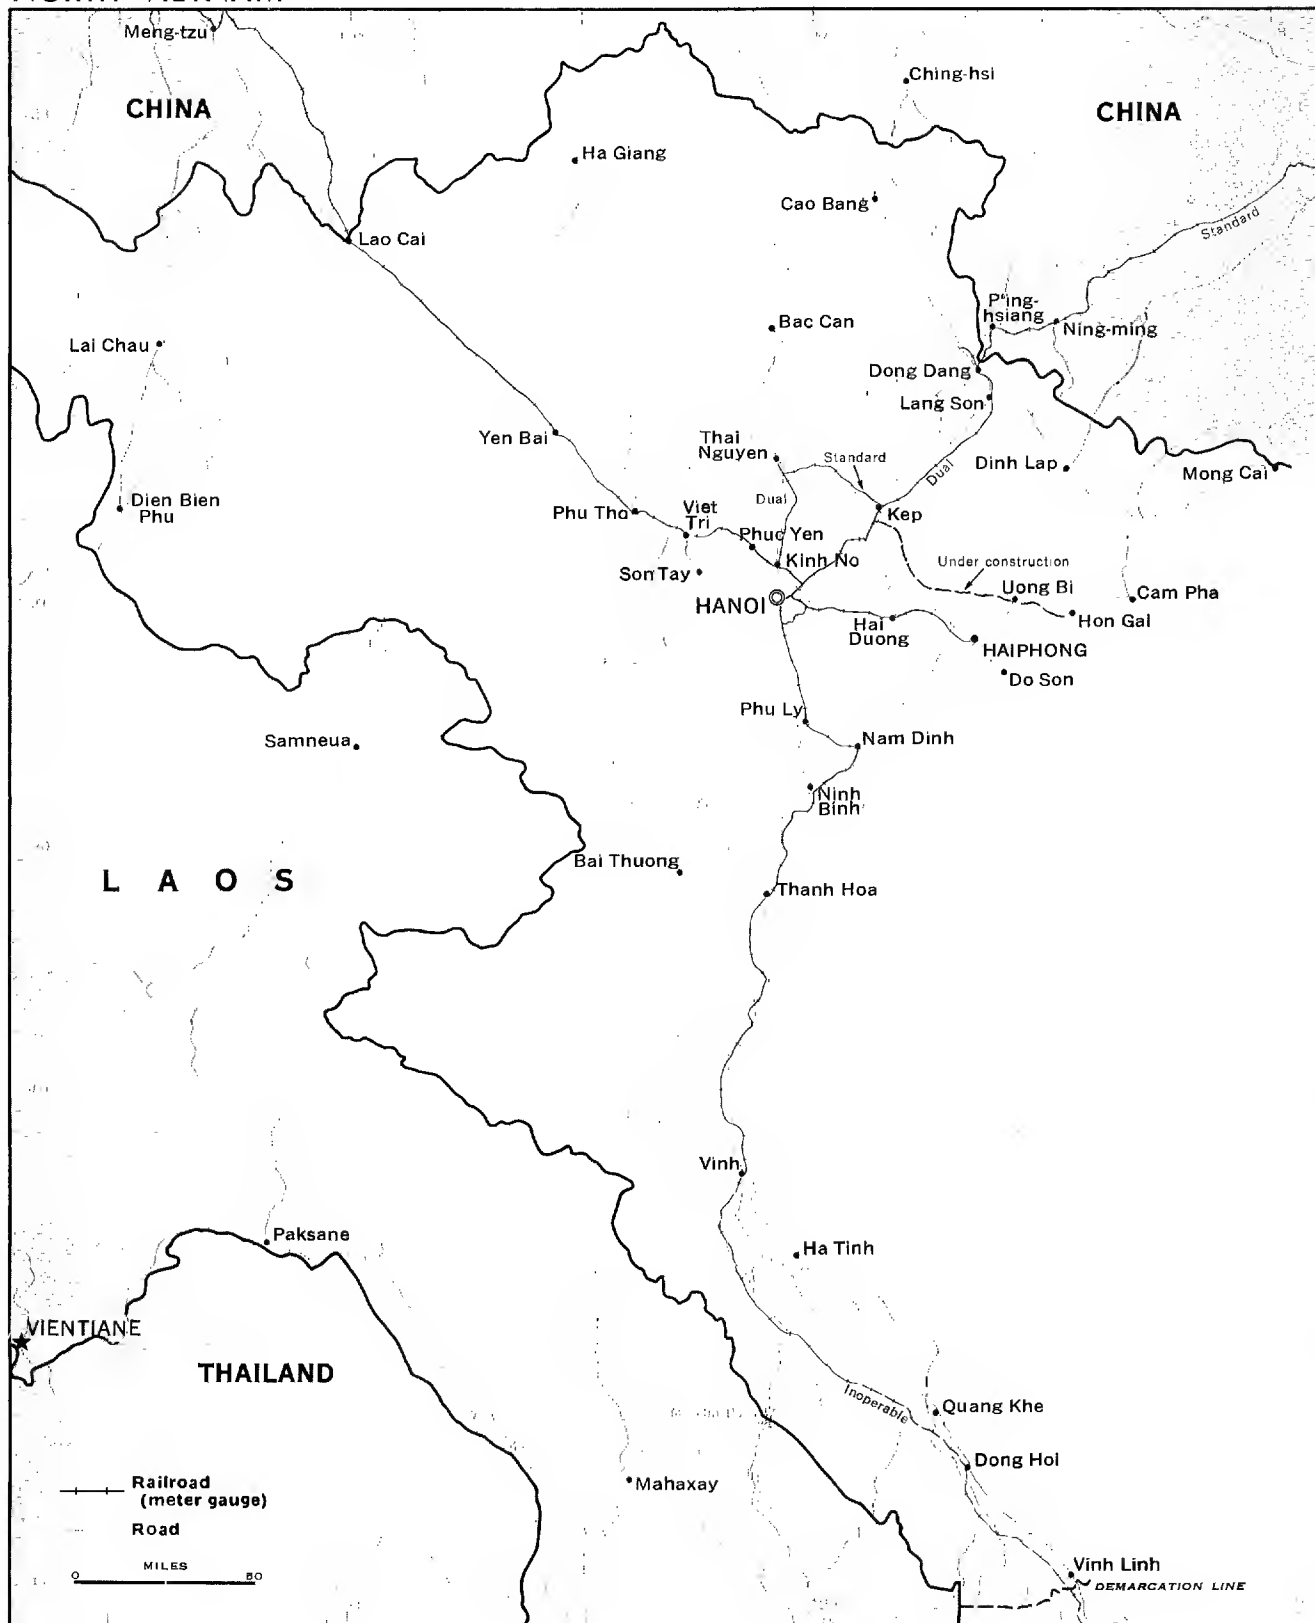 NORTH VIETNAM
Meng-tzu
Ching-hsi
CHINA
CHINA
Ha Giang
Cao Bang
Standard
Lao Cai
P'ing-
hsiang
Bac Can
Ning-ming
Lai Chau
Dong Dang
Lang Son
Yen Bai
Thai
Nguyen
Standard
Dual
Dinh Lap
Mong Cai
Dien Bien
Phu
Dual
Viet
Tri
Phu Tho
Kep
Phuc Yen
Kinh No
Under construction
Son Tay
Uong Bi
Cam Pha
HANOI
Hon Gai
Hai
Duong
HAIPHONG
Do Son
Phu Ly
Samneua
Nam Dinh
Ninh
Binh
Bai Thuong
LAOS
Thanh Hoa
Vinh
Paksane
Ha Tinh
VIENTIANE
THAILAND
Inoperable
Quang Khe
Dong Hoi
Railroad
(meter gauge)
Mahaxay
Road
MILES
0
Vinh Linh
DEMARCATION LINE